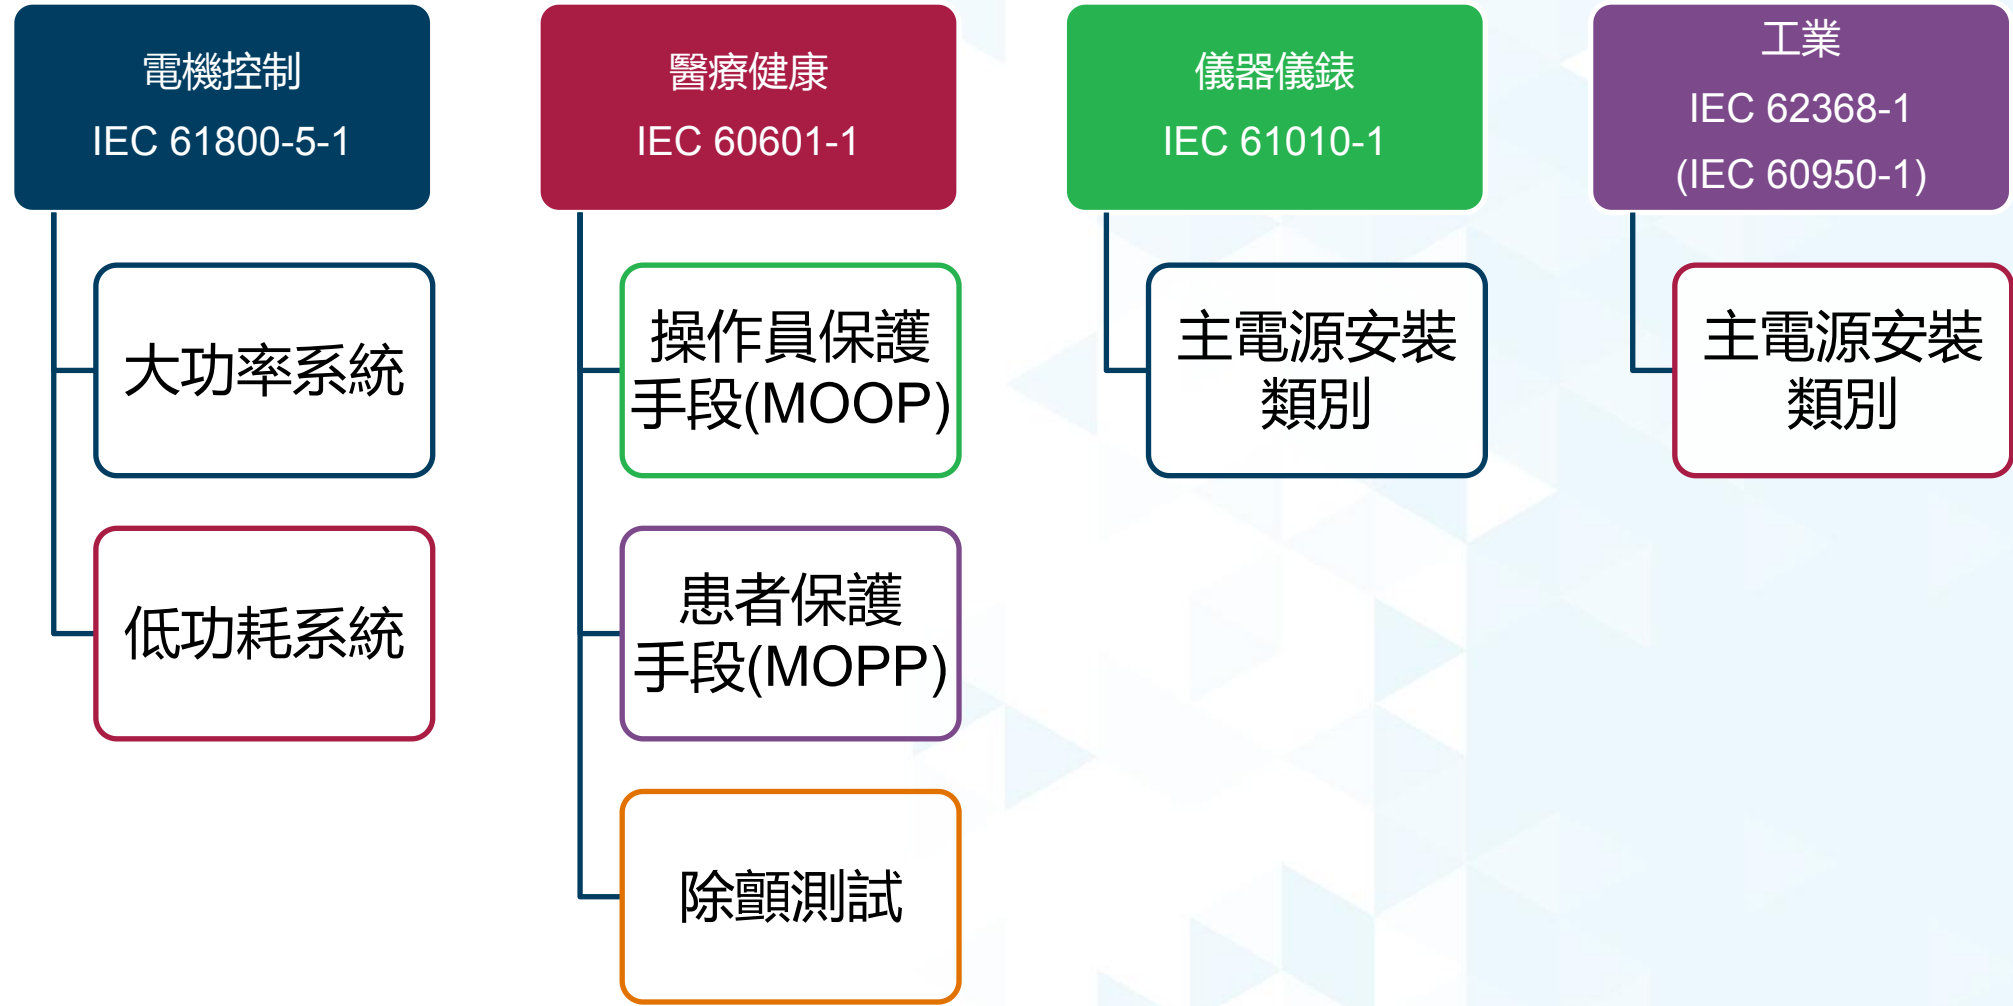 電機控制
IEC 61800-5-1
大功率系統
低功耗系統
醫療健康
IEC 60601-1
操作員保護
手段(MOOP)
患者保護
手段(MOPP)
除顫測試
儀器儀錶
IEC 61010-1
主電源安裝
類別
工業
IEC 62368-1
(IEC 60950-1)
主電源安裝
類別